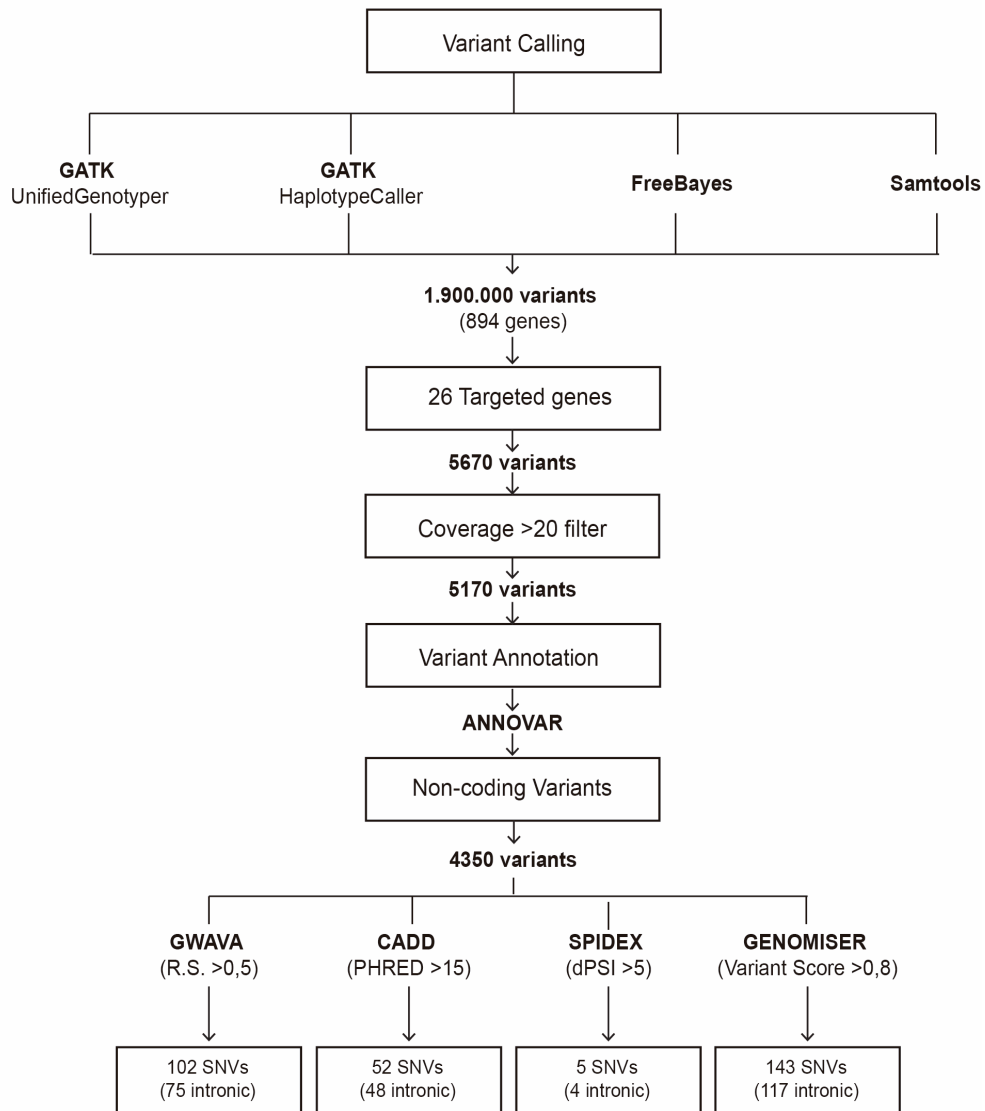 Variant Calling
GATK
UnifiedGenotyper
GATK
HaplotypeCaller
FreeBayes
Samtools
1.900.000 variants
(894 genes)
26 Targeted genes
5670 variants
Coverage >20 filter
5170 variants
Variant Annotation
ANNOVAR
Non-coding Variants
4350 variants
GWAVA
(R.S. >0,5)
CADD
(PHRED >15)
SPIDEX
(dPSI >5)
GENOMISER
(Variant Score >0,8)
102 SNVs
(75 intronic)
52 SNVs
(48 intronic)
5 SNVs
(4 intronic)
143 SNVs
(117 intronic)